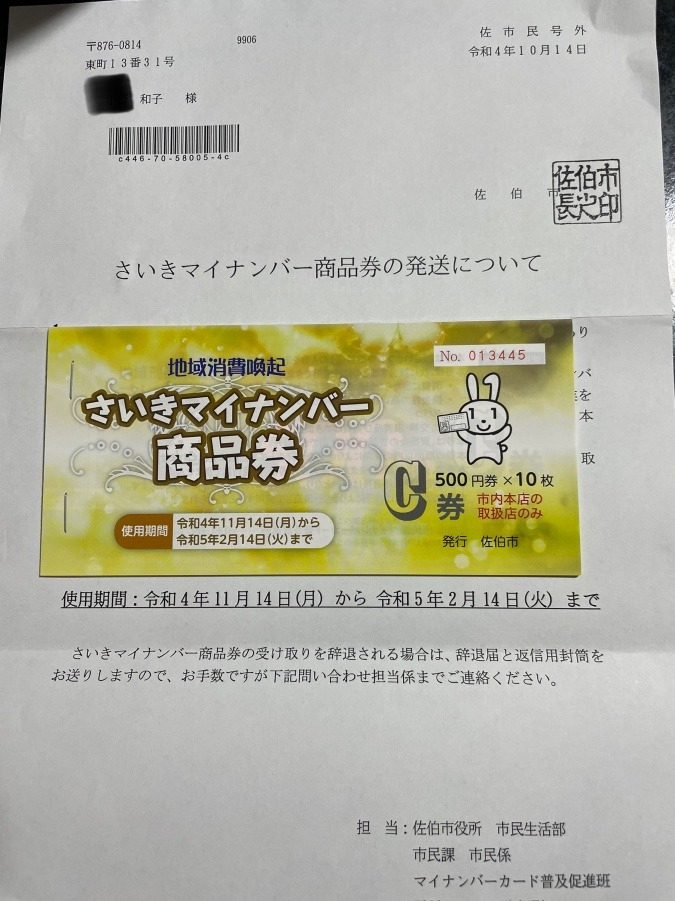 〒876-0814
9906
佐市民号外
令和4年10月14日
東町13番31号
和子 様
c446-70-58005-4c
佐 伯 市
佐伯市長之印
さいきマイナンバー商品券の発送について
り
地域消費喚起
No. 013445
バ
を
さいきマイナンバー
本
商品券
取
C券
500円券×10枚
市内本店の
取扱店のみ
使用期間
令和4年11月14日(月)から
令和5年2月14日(火)まで
発行 佐伯市
使用期間:令和4年11月14日(月) から 令和5年2月14日(火) まで
さいきマイナンバー商品券の受け取りを辞退される場合は、辞退届と返信用封筒を
お送りしますので、お手数ですが下記問い合わせ担当係までご連絡ください。
担 当:佐伯市役所 市民生活部
市民課 市民係
マイナンバーカード普及促進班